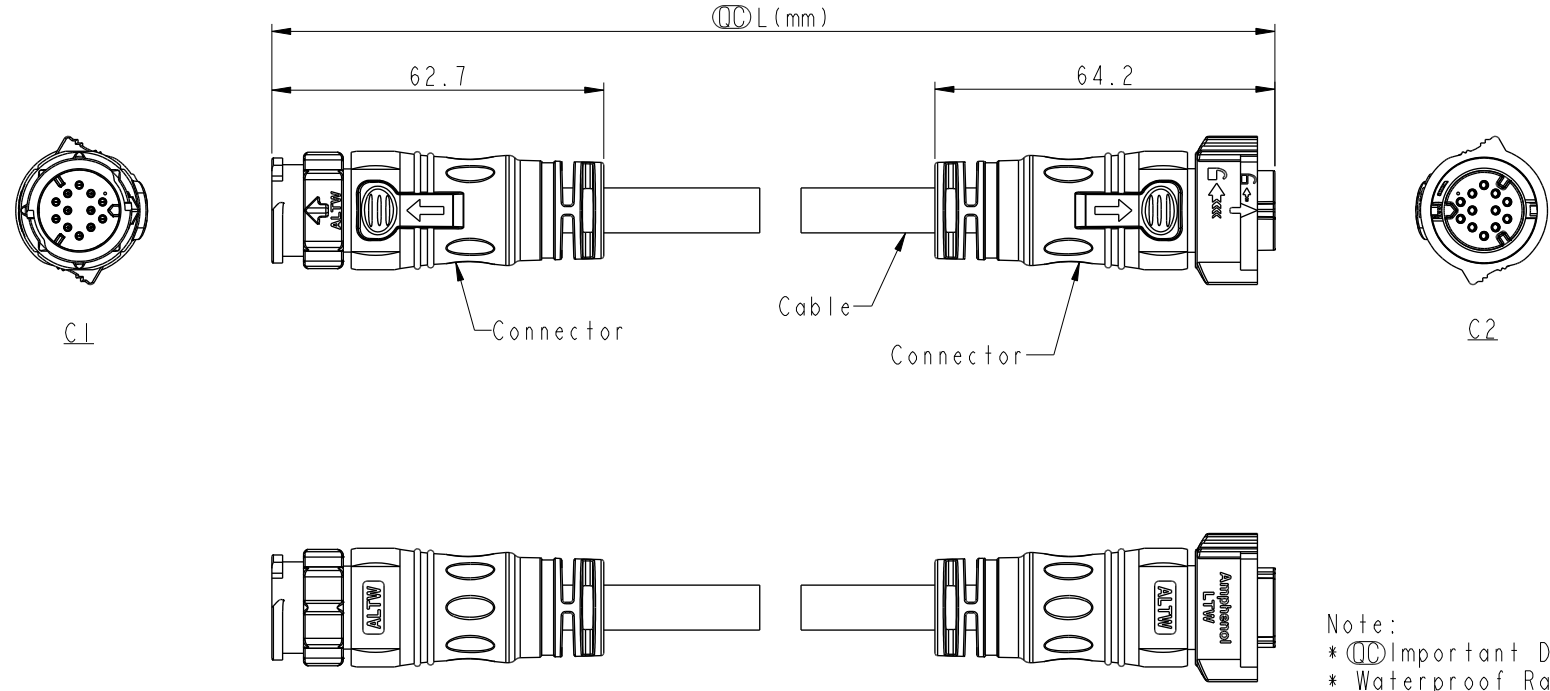 QC L(mm)
62.7
64.2
ALTW
C1
Connector
Cable
Connector
C2
ALTW
ALTW
Amphenol
LTW
Note:
* QC Important D
* Waterproof Ra